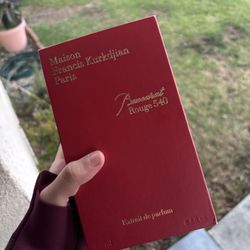 Maison
Francis Kurkdjian
Paris
Baccarat
Rouge 540
Extrait de parfum